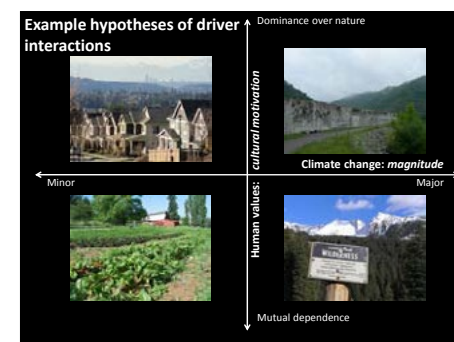 Example hypotheses of driver
interactions
Dominance over nature
Human values: cultural motivation
Climate change: magnitude
Minor
Major
WILDERNESS
Mutual dependence